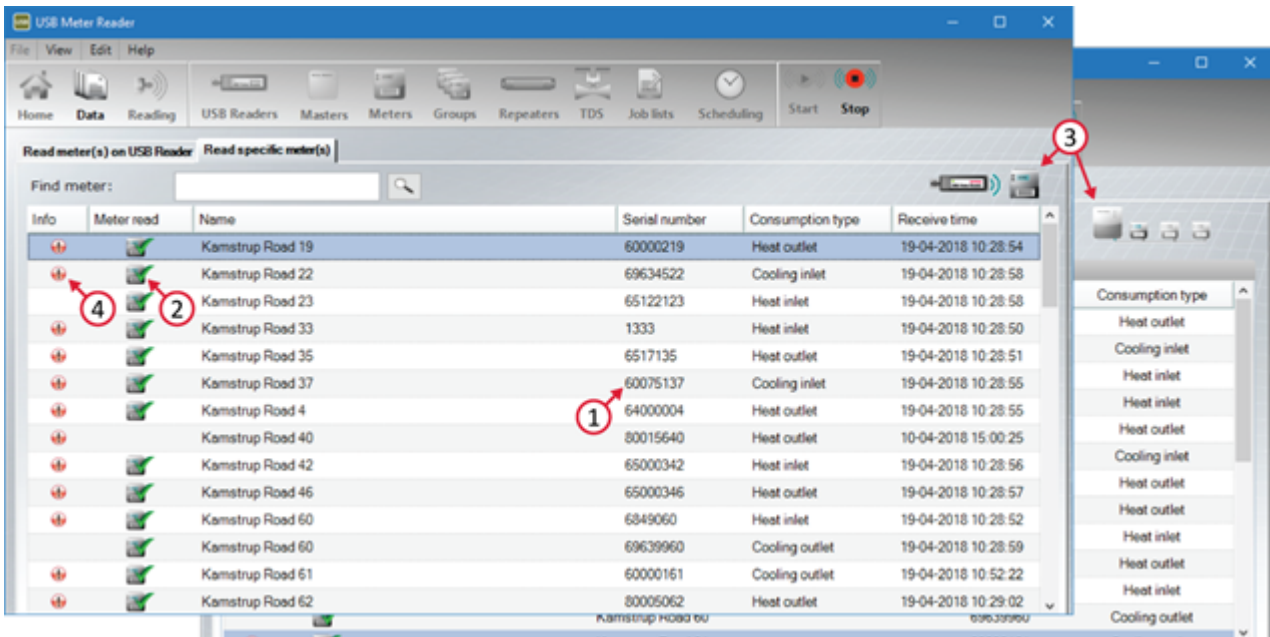 USB Meter Reader
File View Edit Help
Home Data Reading USB Readers Masters Meters Groups Repeaters TDS Job lists Scheduling Start Stop
Read meter(s) on USB Reader Read specific meter(s)
3
Find meter:
Info Meter read Name Serial number Consumption type Receive time
Kamstrup Road 19 60000219 Heat outlet 19-04-2018 10:28:54
Kamstrup Road 22 69634522 Cooling inlet 19-04-2018 10:28:58
4 2
Kamstrup Road 23 65122123 Heat inlet 19-04-2018 10:28:58
Kamstrup Road 33 1333 Heat inlet 19-04-2018 10:28:50
Kamstrup Road 35 6517135 Heat outlet 19-04-2018 10:28:51
Kamstrup Road 37 60075137 Cooling inlet 19-04-2018 10:28:55
1
Kamstrup Road 4 64000004 Heat outlet 19-04-2018 10:28:55
Kamstrup Road 40 80015640 Heat outlet 10-04-2018 15:00:25
Kamstrup Road 42 65000342 Heat inlet 19-04-2018 10:28:56
Kamstrup Road 46 65000346 Heat outlet 19-04-2018 10:28:57
Kamstrup Road 60 6849060 Heat inlet 19-04-2018 10:28:52
Kamstrup Road 60 69639960 Cooling outlet 19-04-2018 10:28:59
Kamstrup Road 61 60000161 Cooling outlet 19-04-2018 10:52:22
Kamstrup Road 62 80005062 Heat outlet 19-04-2018 10:29:02
Consumption type
Heat outlet
Cooling inlet
Heat inlet
Heat inlet
Heat outlet
Cooling inlet
Heat outlet
Heat outlet
Heat inlet
Heat outlet
Heat inlet
Kamstrup Road 60 69639960 Cooling outlet